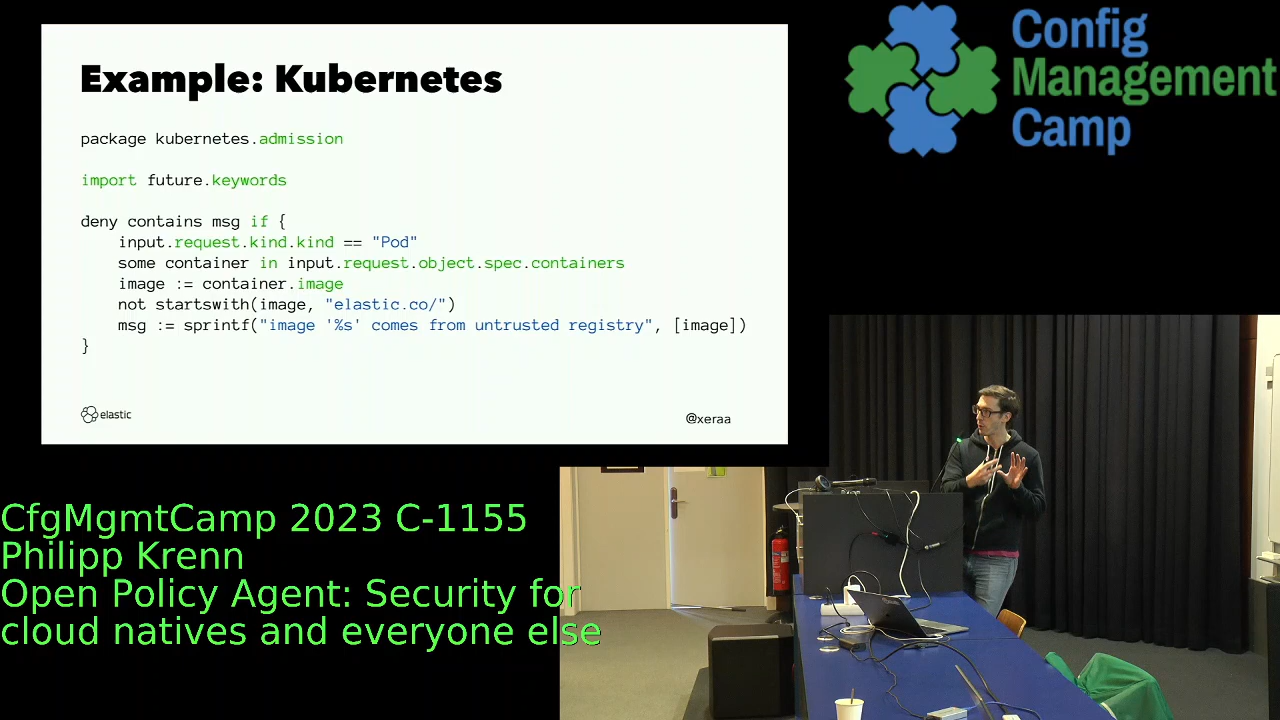 Example: Kubernetes
package kubernetes.admission
import future.keywords
deny contains msg if {
input.request.kind.kind == "Pod"
some container in input.request.object.spec.containers
image := container.image
not startswith(image, "elastic.co/")
msg := sprintf("image '%s' comes from untrusted registry", [image])
}
elastic
@xeraa
Config
Management
Camp
CfgMgmtCamp 2023 C-1155
Philipp Krenn
Open Policy Agent: Security for
cloud natives and everyone else